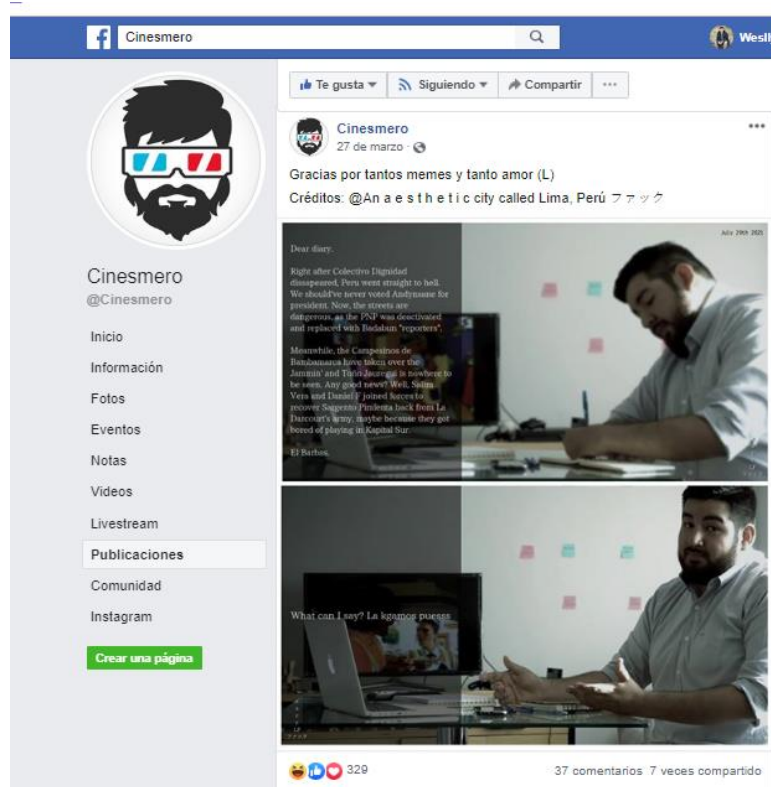 Cinesmero
Weslh
Te gusta
Siguiendo
Compartir
Cinesmero
27 de marzo
Gracias por tantos memes y tanto amor (L)
Créditos: @An a e s t h e t i c city called Lima, Perú ファック
July 29th 2021
Dear diary,
Right after Colectivo Dignidad
dissapeared, Peru went straight to hell.
We should've never voted Andynsane for
president. Now, the streets are
dangerous, as the PNP was deactivated
and replaced with Badabun "reporters".
Meanwhile, the Campesinos de
Bambamarca have taken over the
Jammin' and Toño Jauregui is nowhere to
be seen. Any good news? Well, Salim
Vera and Daniel F joined forces to
recover Sargento Pimienta back from La
Darcourt's army, maybe because they got
bored of playing in Kapital Sur.
El Barbas.
What can I say? La kgamos puesss
Cinesmero
@Cinesmero
Inicio
Información
Fotos
Eventos
Notas
Videos
Livestream
Publicaciones
Comunidad
Instagram
Crear una página
329
37 comentarios 7 veces compartido